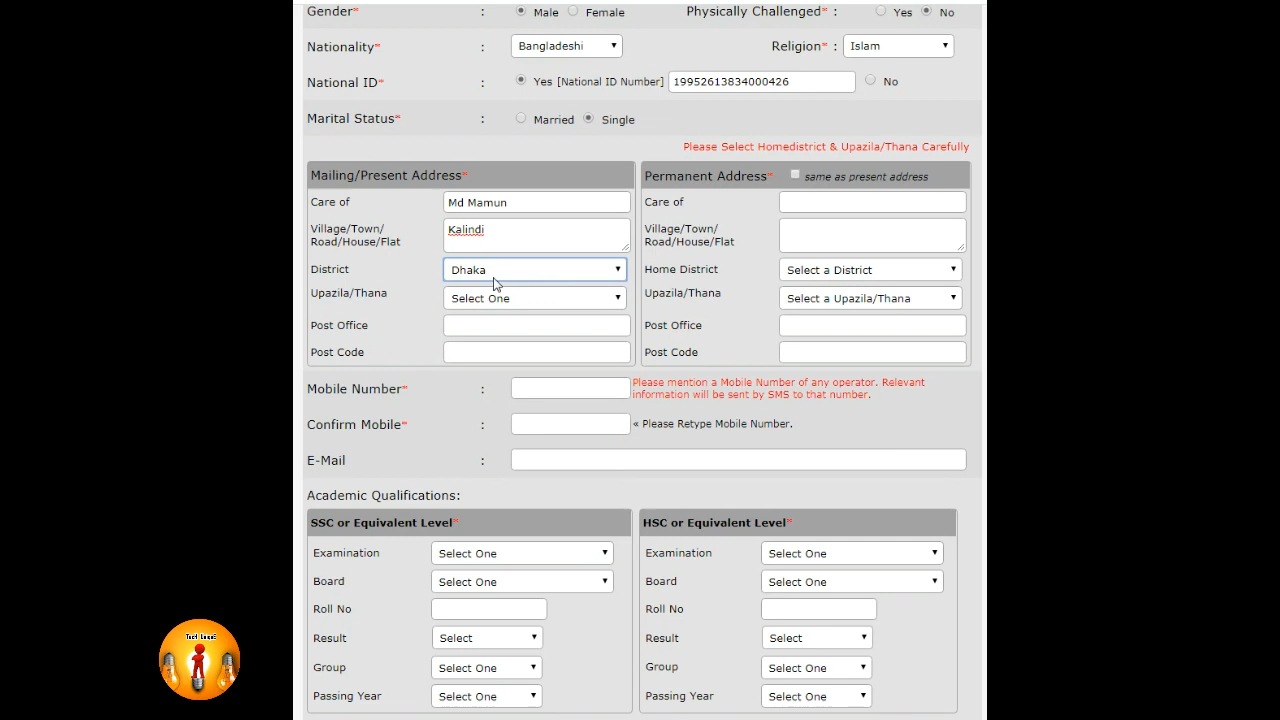 Gender* : Male Female Physically Challenged* : Yes No
Nationality* : Bangladeshi Religion* : Islam
National ID* : Yes [National ID Number] 19952613834000426 No
Marital Status* : Married Single
Please Select Homedistrict & Upazila/Thana Carefully
Mailing/Present Address*
Care of Md Mamun
Village/Town/
Road/House/Flat
Kalindi
District Dhaka
Upazila/Thana Select One
Post Office
Post Code
Permanent Address* same as present address
Care of
Village/Town/
Road/House/Flat
Home District Select a District
Upazila/Thana Select a Upazila/Thana
Post Office
Post Code
Mobile Number* : Please mention a Mobile Number of any operator. Relevant
information will be sent by SMS to that number.
Confirm Mobile* : « Please Retype Mobile Number.
E-Mail :
Academic Qualifications:
SSC or Equivalent Level*
Examination Select One
Board Select One
Roll No
Result Select
Group Select One
Passing Year Select One
HSC or Equivalent Level*
Examination Select One
Board Select One
Roll No
Result Select
Group Select One
Passing Year Select One